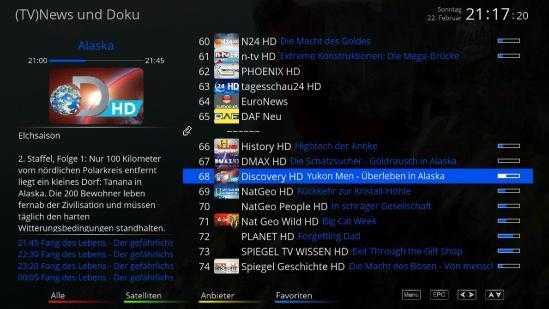 (TV)News und Doku
Sonntag
22. Februar
21:17:20
Alaska
21:00
21:45
D HD
Elchsaison
2. Staffel, Folge 1: Nur 100 Kilometer
vom nördlichen Polarkreis entfernt
liegt ein kleines Dorf: Tanana in
Alaska. Die 200 Bewohner leben
fernab der Zivilisation und müssen
täglich den harten
Witterungsbedingungen standhalten.
21:45 Fang des Lebens - Der gefährlichs
22:30 Fang des Lebens - Der gefährlichs
23:20 Fang des Lebens - Der gefährlichs
00:05 Fang des Lebens - Der gefährlichs
60 N24 HD Die Macht des Goldes
61 n-tv HD Extreme Konstruktionen: Die Mega-Brücke
62 PHOENIX HD
63 tagesschau24 HD
64 EuroNews
65 DAF Neu
------
66 History HD Hightech der Antike
67 DMAX HD Die Schatzsucher - Goldrausch in Alaska
68 Discovery HD Yukon Men - Überleben in Alaska
69 NatGeo HD Rückkehr zur Kristall-Höhle
70 NatGeo People HD In schräger Gesellschaft
71 Nat Geo Wild HD Big Cat Week
72 PLANET HD Forgetting Dad
73 SPIEGEL TV WISSEN HD Exit Through the Gift Shop
74 Spiegel Geschichte HD Die Macht des Bösen - Von mensch
Alle
Satelliten
Anbieter
Favoriten
Menu
EPG